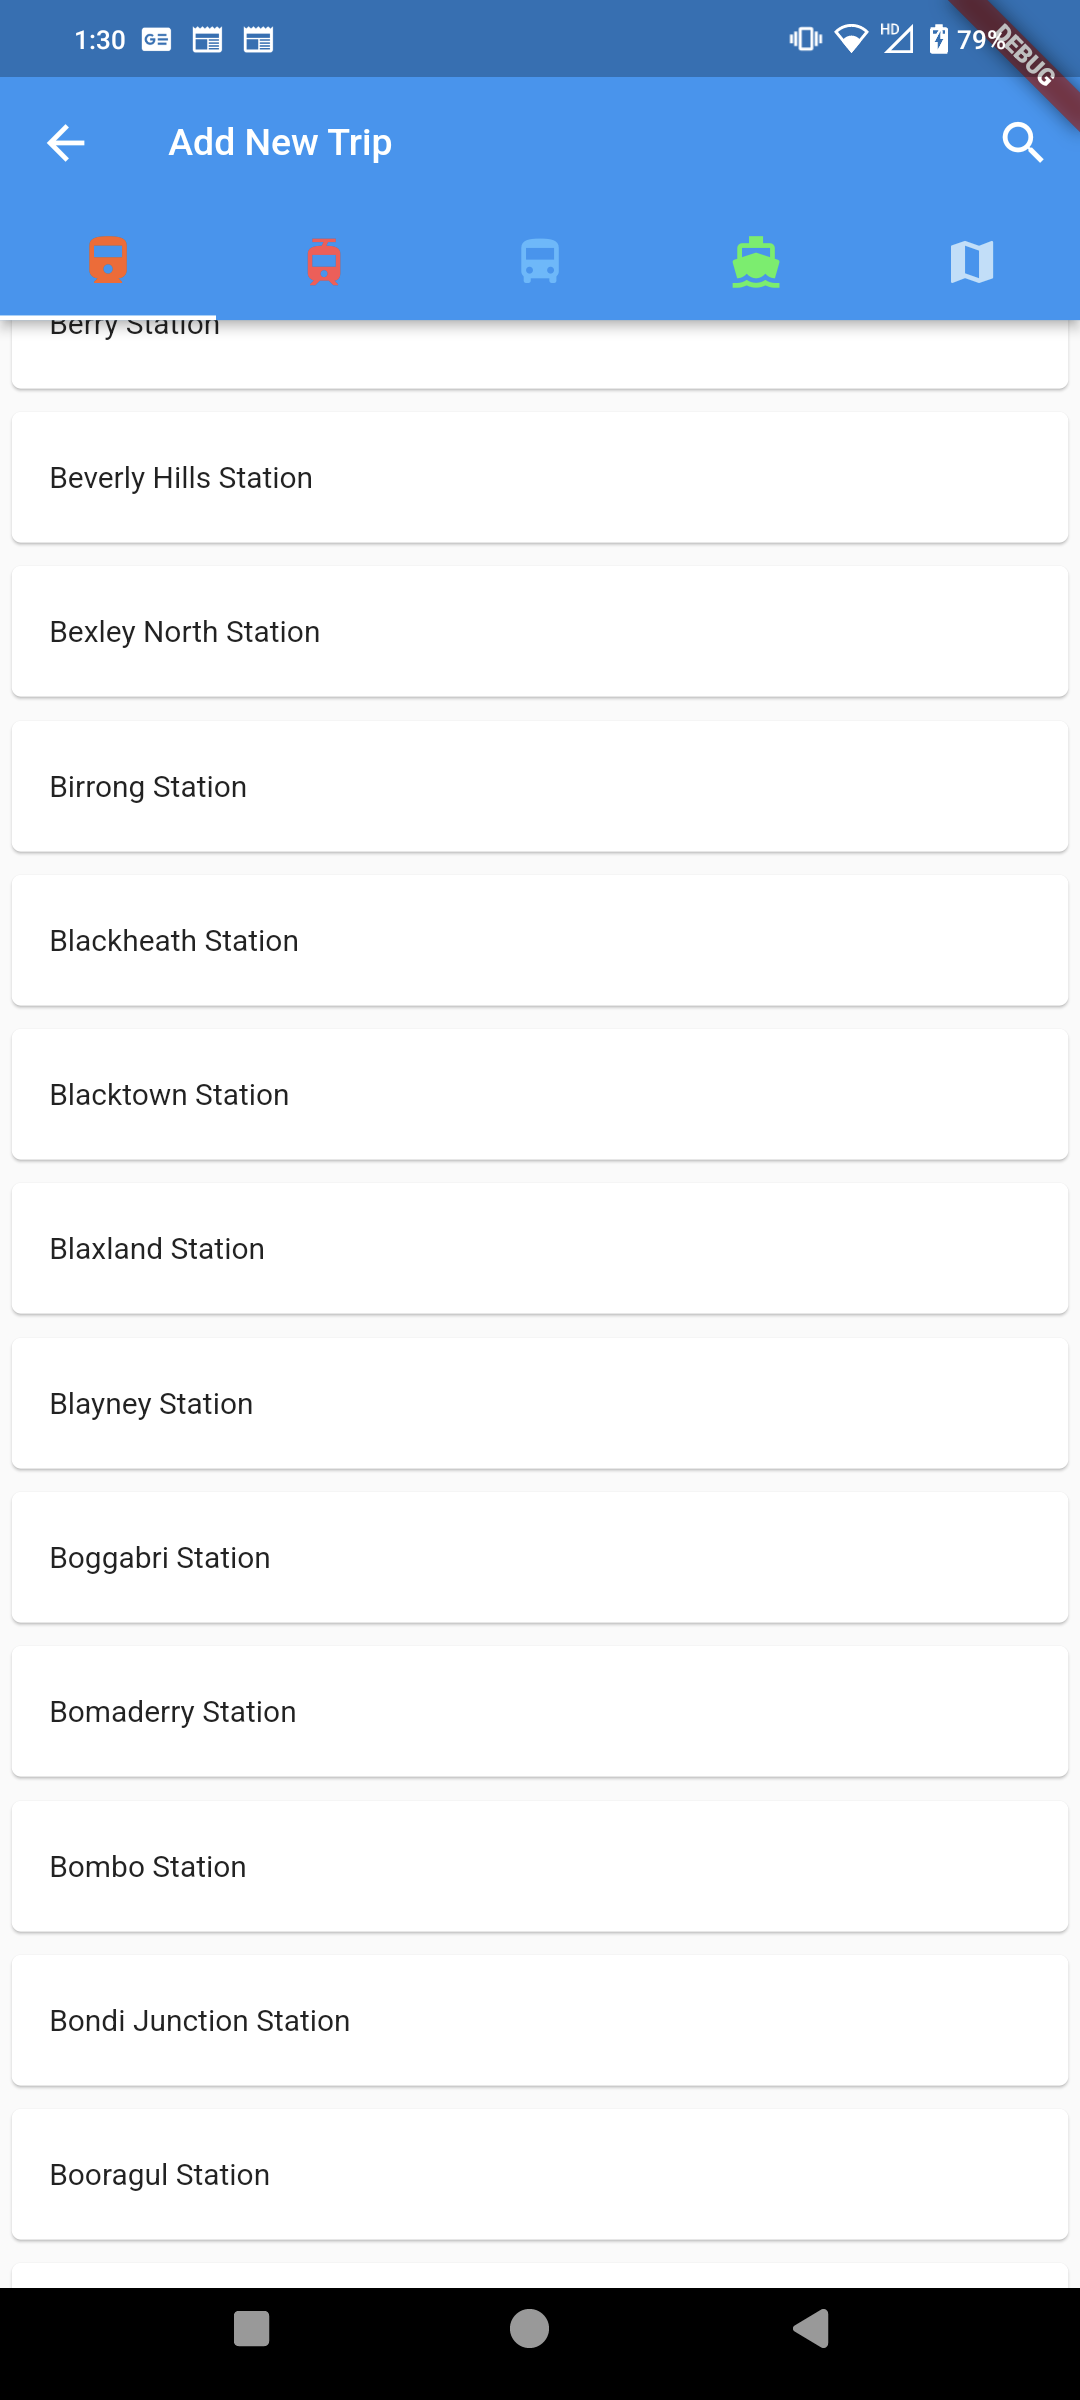 1:30
GE
HD
79%
DEBUG
Add New Trip
Berry Station
Beverly Hills Station
Bexley North Station
Birrong Station
Blackheath Station
Blacktown Station
Blaxland Station
Blayney Station
Boggabri Station
Bomaderry Station
Bombo Station
Bondi Junction Station
Booragul Station